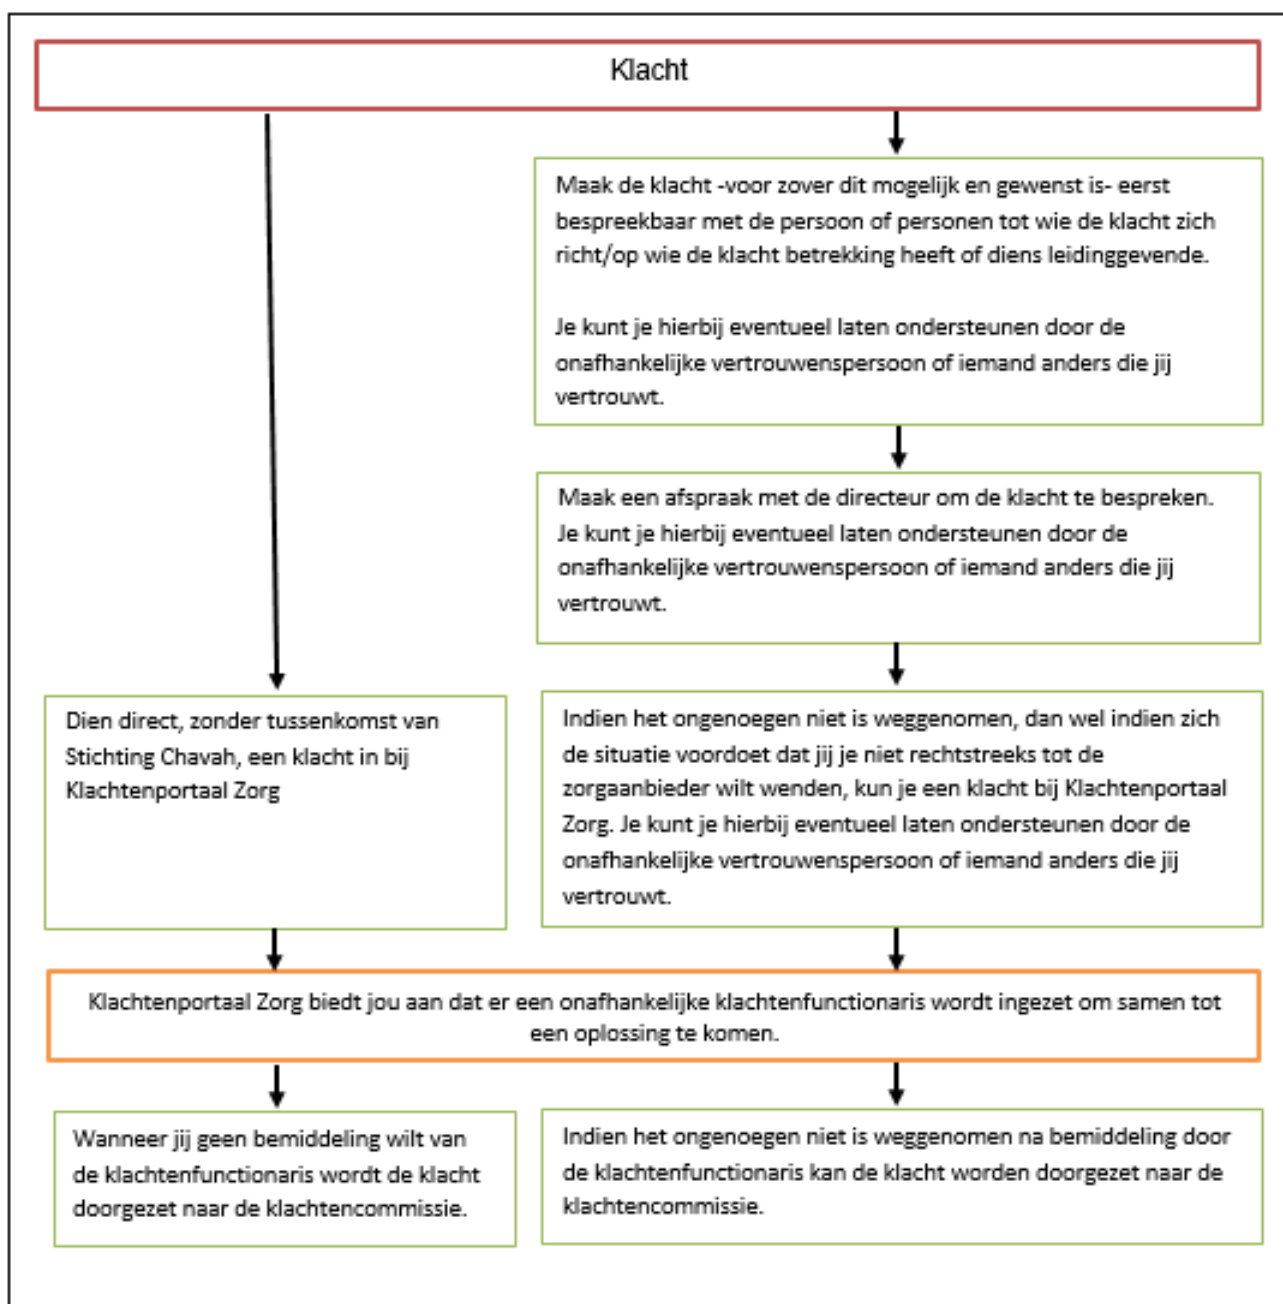 Klacht
Maak de klacht -voor zover dit mogelijk en gewenst is- eerst
bespreekbaar met de persoon of personen tot wie de klacht zich
richt/op wie de klacht betrekking heeft of diens leidinggevende.
Je kunt je hierbij eventueel laten ondersteunen door de
onafhankelijke vertrouwenspersoon of iemand anders die jij
vertrouwt.
Maak een afspraak met de directeur om de klacht te bespreken.
Je kunt je hierbij eventueel laten ondersteunen door de
onafhankelijke vertrouwenspersoon of iemand anders die jij
vertrouwt.
Dien direct, zonder tussenkomst van
Stichting Chavah, een klacht in bij
Klachtenportaal Zorg
Indien het ongenoegen niet is weggenomen, dan wel indien zich
de situatie voordoet dat jij je niet rechtstreeks tot de
zorgaanbieder wilt wenden, kun je een klacht bij Klachtenportaal
Zorg. Je kunt je hierbij eventueel laten ondersteunen door de
onafhankelijke vertrouwenspersoon of iemand anders die jij
vertrouwt.
Klachtenportaal Zorg biedt jou aan dat er een onafhankelijke klachtenfunctionaris wordt ingezet om samen tot
een oplossing te komen.
Wanneer jij geen bemiddeling wilt van
de klachtenfunctionaris wordt de klacht
doorgezet naar de klachtencommissie.
Indien het ongenoegen niet is weggenomen na bemiddeling door
de klachtenfunctionaris kan de klacht worden doorgezet naar de
klachtencommissie.